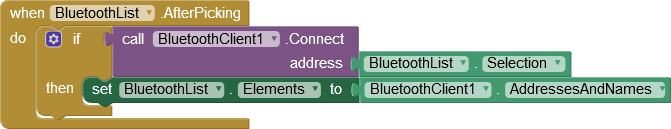 when BluetoothList .AfterPicking
do if call BluetoothClient1 .Connect
address BluetoothList . Selection
then set BluetoothList . Elements to BluetoothClient1 . AddressesAndNames